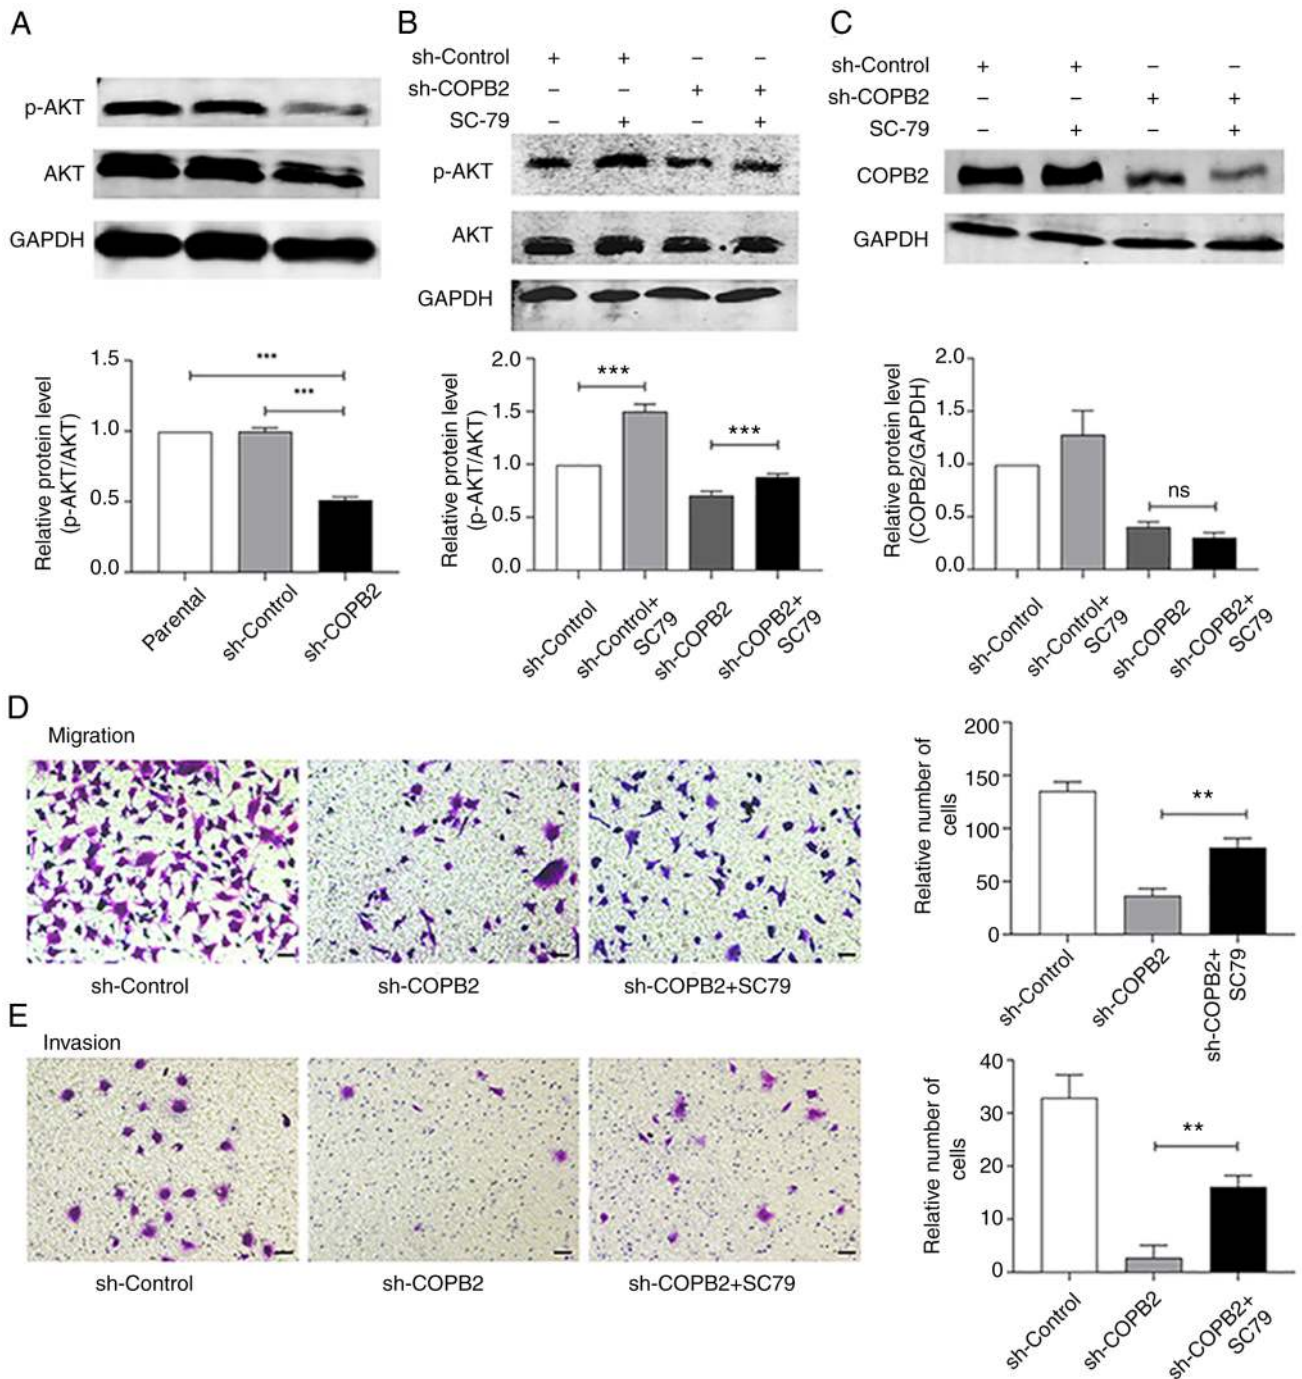 A
p-AKT
AKT
GAPDH
1.5
1.0
0.5
0.0
Relative protein level
(p-AKT/AKT)
***
***
Parental
sh-Control
sh-COPB2
B
sh-Control + + – –
sh-COPB2 – – + +
SC-79 – + – +
p-AKT
AKT
GAPDH
2.0
1.5
1.0
0.5
0.0
Relative protein level
(p-AKT/AKT)
***
***
sh-Control
sh-Control+
SC79
sh-COPB2
sh-COPB2+
SC79
C
sh-Control + + – –
sh-COPB2 – – + +
SC-79 – + – +
COPB2
GAPDH
2.0
1.5
1.0
0.5
0.0
Relative protein level
(COPB2/GAPDH)
ns
sh-Control
sh-Control+
SC79
sh-COPB2
sh-COPB2+
SC79
D
Migration
sh-Control
sh-COPB2
sh-COPB2+SC79
200
150
100
50
0
Relative number of
cells
**
sh-Control
sh-COPB2
sh-COPB2+
SC79
E
Invasion
sh-Control
sh-COPB2
sh-COPB2+SC79
40
30
20
10
0
Relative number of
cells
**
sh-Control
sh-COPB2
sh-COPB2+
SC79